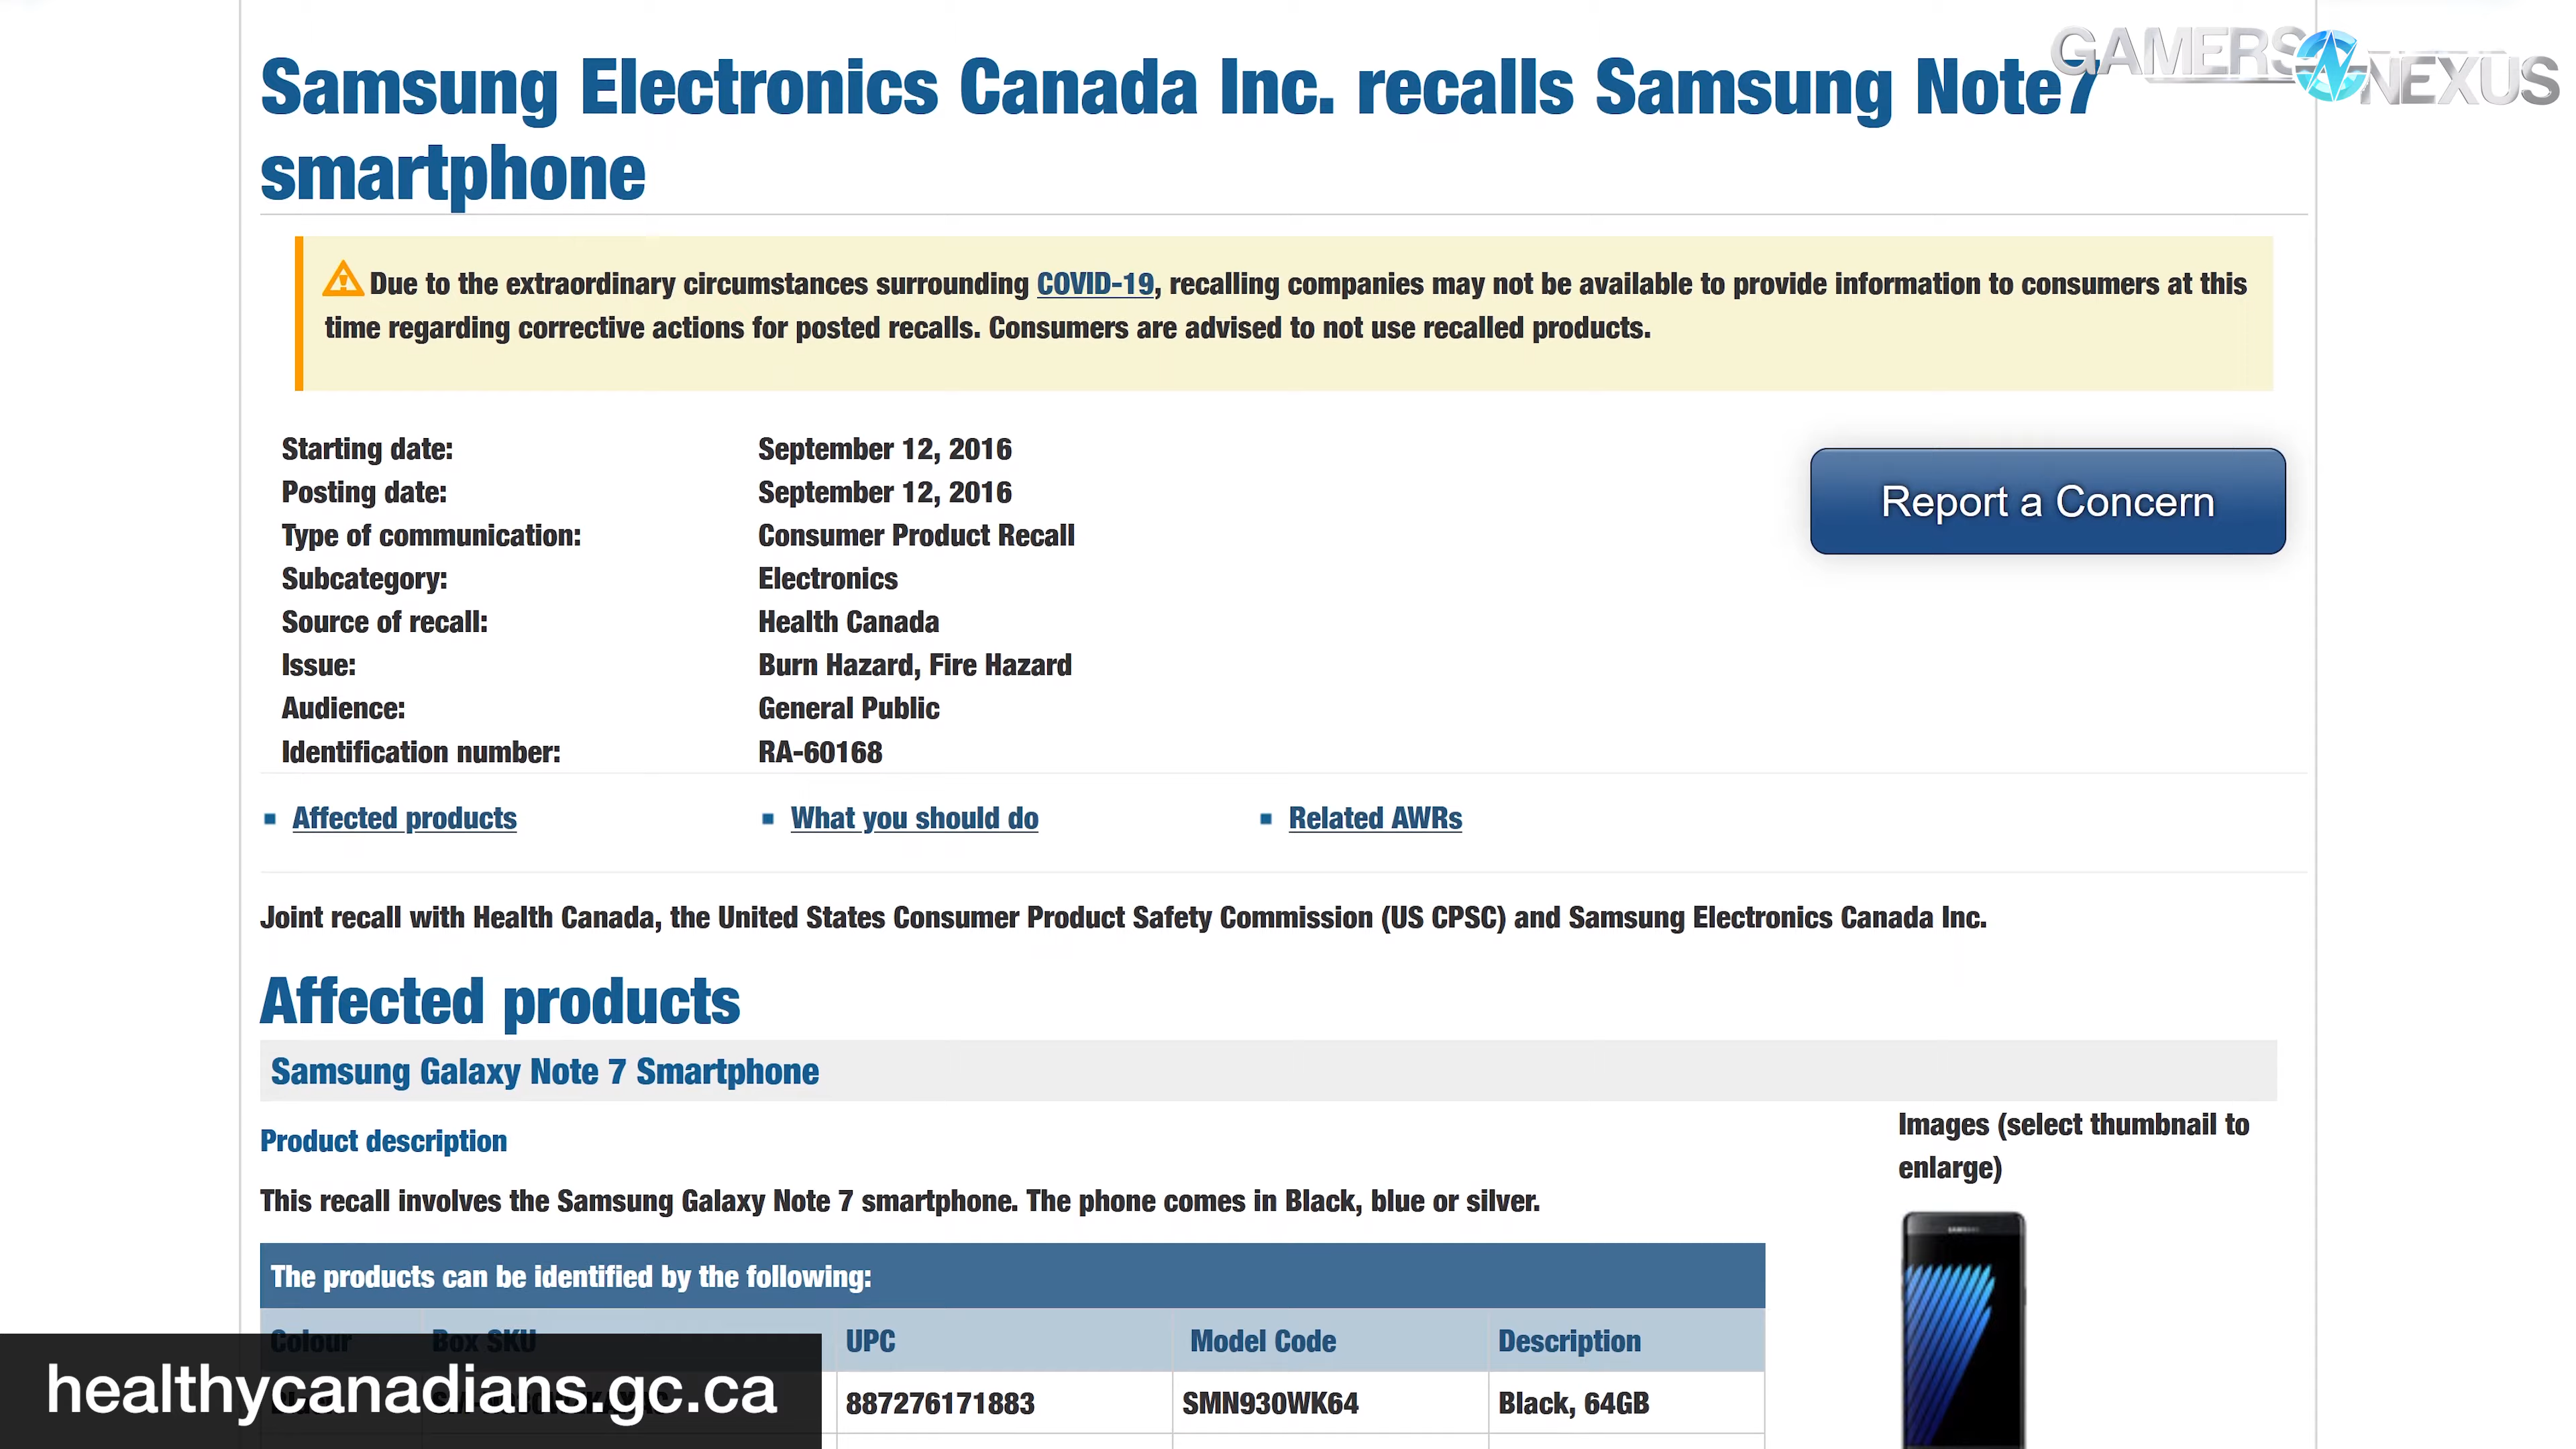 GAMERS NEXUS
Samsung Electronics Canada Inc. recalls Samsung Note7
smartphone
Due to the extraordinary circumstances surrounding COVID-19, recalling companies may not be available to provide information to consumers at this
time regarding corrective actions for posted recalls. Consumers are advised to not use recalled products.
Starting date: September 12, 2016
Posting date: September 12, 2016
Type of communication: Consumer Product Recall
Subcategory: Electronics
Source of recall: Health Canada
Issue: Burn Hazard, Fire Hazard
Audience: General Public
Identification number: RA-60168
Report a Concern
Affected products What you should do Related AWRs
Joint recall with Health Canada, the United States Consumer Product Safety Commission (US CPSC) and Samsung Electronics Canada Inc.
Affected products
Samsung Galaxy Note 7 Smartphone
Product description
This recall involves the Samsung Galaxy Note 7 smartphone. The phone comes in Black, blue or silver.
Images (select thumbnail to
enlarge)
SAMSUNG
The products can be identified by the following:
Colour Box SKU UPC Model Code Description
887276171883 SMN930WK64 Black, 64GB
healthycanadians.gc.ca